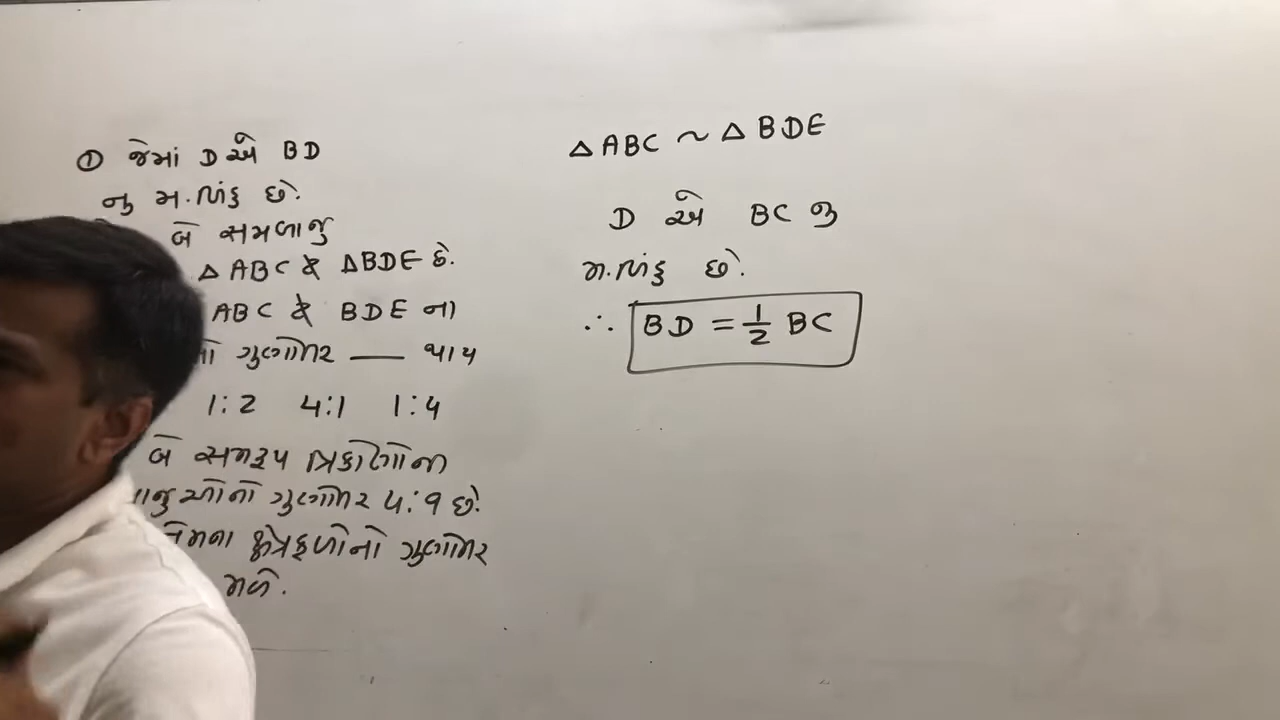 ① જેમાં D એ BD
નુ મ.બિંદુ છે.
બે સમબાજુ
△ ABC & △BDE છે.
ABC & BDE ના
ગુણોત્તર —— થાય
1:2 4:1 1:4
બે સમરૂપ ત્રિકોણોના
બાજુઓનો ગુણોત્તર 4:9 છે.
તેમના ક્ષેત્રફળોનો ગુણોત્તર
મળે.
△ ABC ~ △ BDE
D એ BC નુ
મ.બિંદુ છે.
∴ BD = 1/2 BC